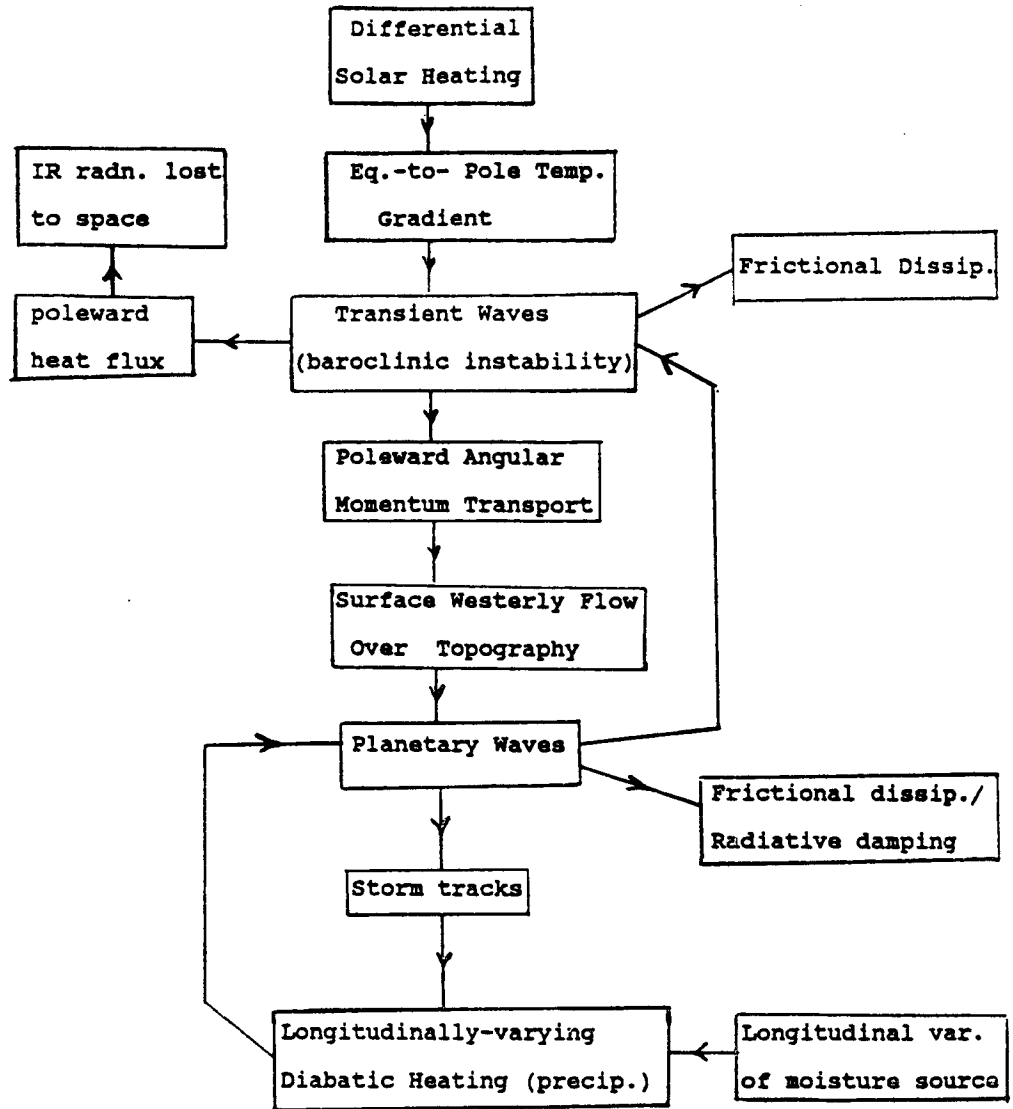 Differential
Solar Heating
IR radn. lost
to space
Eq.-to- Pole Temp.
Gradient
Frictional Dissip.
poleward
heat flux
Transient Waves
(baroclinic instability)
Poleward Angular
Momentum Transport
Surface Westerly Flow
Over Topography
Planetary Waves
Frictional dissip./
Radiative damping
Storm tracks
Longitudinally-varying
Diabatic Heating (precip.)
Longitudinal var.
of moisture source